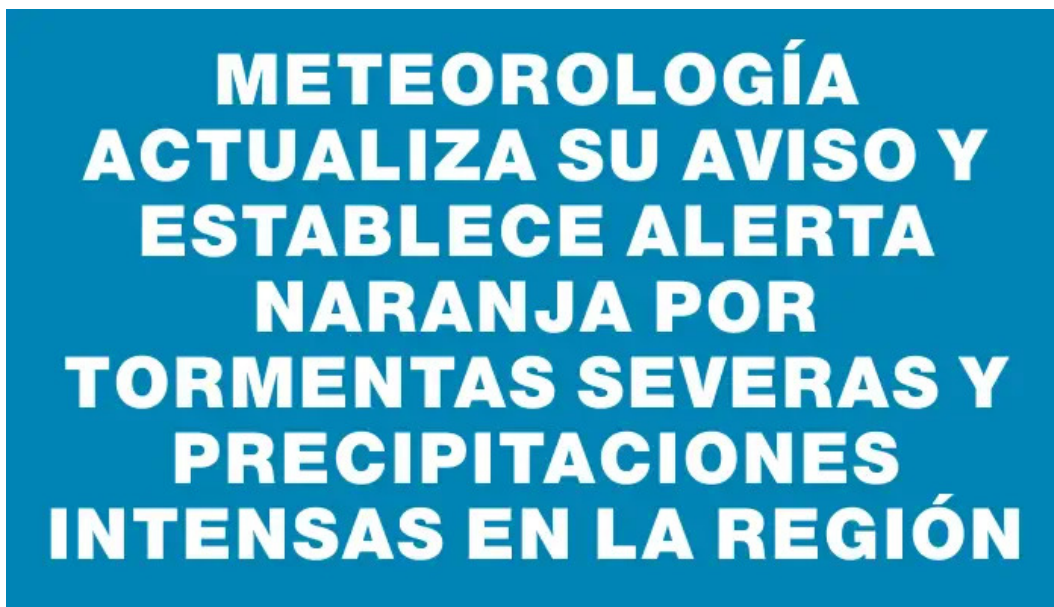 METEOROLOGÍA
ACTUALIZA SU AVISO Y
ESTABLECE ALERTA
NARANJA POR
TORMENTAS SEVERAS Y
PRECIPITACIONES
INTENSAS EN LA REGIÓN